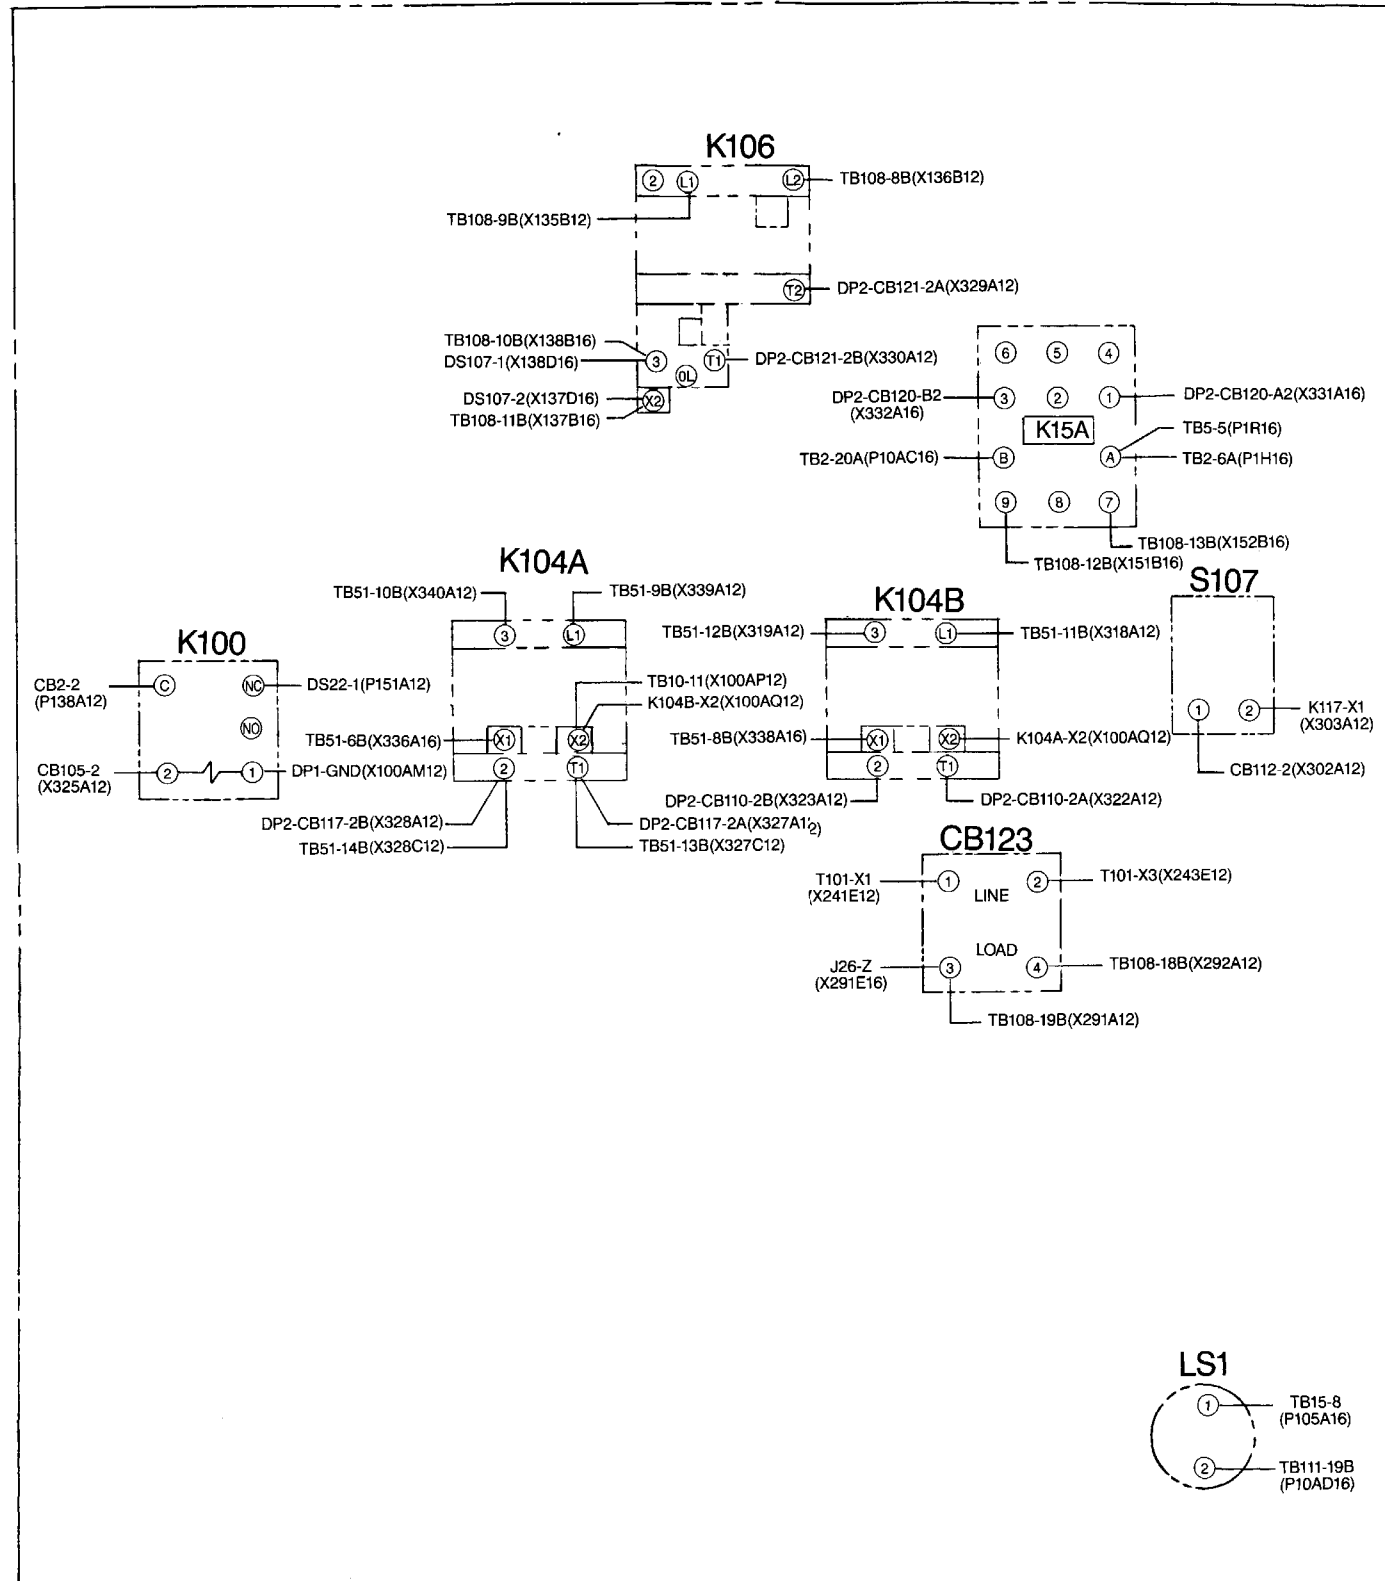 K106
2 L1 L2 TB108-8B(X136B12)
TB108-9B(X135B12)
T2 DP2-CB121-2A(X329A12)
TB108-10B(X138B16)
DS107-1(X138D16) 3 T1 DP2-CB121-2B(X330A12)
OL
DS107-2(X137D16) X2
TB108-11B(X137B16)
6 5 4
DP2-CB120-B2 3 2 1 DP2-CB120-A2(X331A16)
(X332A16)
K15A
TB5-5(P1R16)
TB2-20A(P10AC16) B A TB2-6A(P1H16)
9 8 7
TB108-13B(X152B16)
TB108-12B(X151B16)
K104A
TB51-10B(X340A12) TB51-9B(X339A12)
3 L1
TB10-11(X100AP12)
K104B-X2(X100AQ12)
TB51-6B(X336A16) X1 X2
2 T1
DP2-CB117-2B(X328A12) DP2-CB117-2A(X327A12)
TB51-14B(X328C12) TB51-13B(X327C12)
K100
CB2-2 C NC DS22-1(P151A12)
(P138A12)
NO
CB105-2 2 1 DP1-GND(X100AM12)
(X325A12)
K104B
TB51-12B(X319A12) 3 L1 TB51-11B(X318A12)
TB51-8B(X338A16) X1 X2 K104A-X2(X100AQ12)
2 T1
DP2-CB110-2B(X323A12) DP2-CB110-2A(X322A12)
S107
1 2 K117-X1
(X303A12)
CB112-2(X302A12)
CB123
T101-X1 1 2 T101-X3(X243E12)
(X241E12) LINE
LOAD
J26-Z 3 4 TB108-18B(X292A12)
(X291E16)
TB108-19B(X291A12)
LS1
1 TB15-8
(P105A16)
2 TB111-19B
(P10AD16)